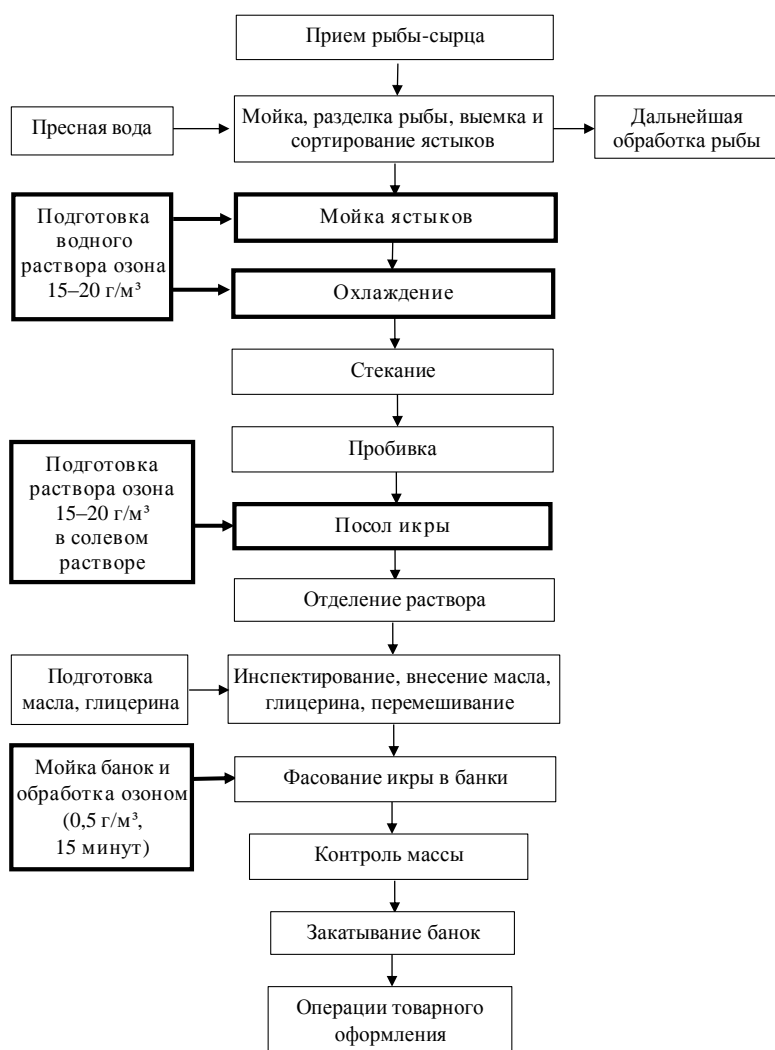 Прием рыбы-сырца
Пресная вода
Мойка, разделка рыбы, выемка и
сортирование ястыков
Дальнейшая
обработка рыбы
Подготовка
водного
раствора озона
15–20 г/м³
Мойка ястыков
Охлаждение
Стекание
Пробивка
Подготовка
раствора озона
15–20 г/м³
в солевом
растворе
Посол икры
Отделение раствора
Подготовка
масла, глицерина
Инспектирование, внесение масла,
глицерина, перемешивание
Мойка банок и
обработка озоном
(0,5 г/м³,
15 минут)
Фасование икры в банки
Контроль массы
Закатывание банок
Операции товарного
оформления